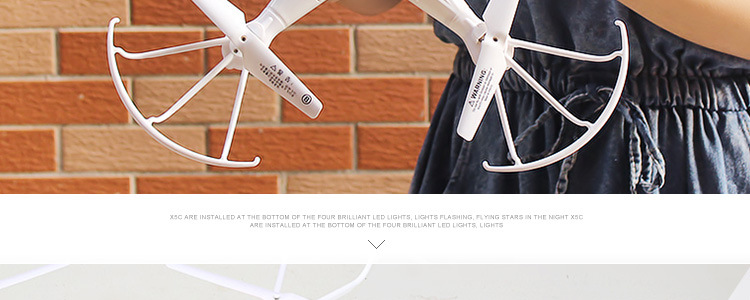 WARNING
X5C ARE INSTALLED AT THE BOTTOM OF THE FOUR BRILLIANT LED LIGHTS, LIGHTS FLASHING, FLYING STARS IN THE NIGHT X5C
ARE INSTALLED AT THE BOTTOM OF THE FOUR BRILLIANT LED LIGHTS, LIGHTS